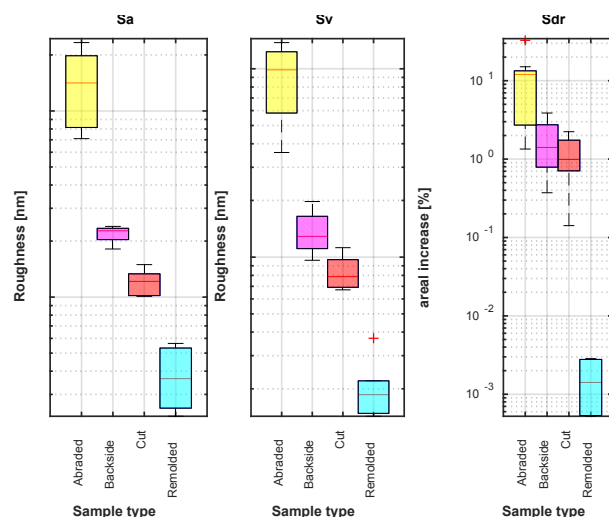 Sa
Roughness [nm]
Abraded
Backside
Cut
Remolded
Sample type
Sv
Roughness [nm]
Abraded
Backside
Cut
Remolded
Sample type
Sdr
areal increase [%]
10^1
10^0
10^-1
10^-2
10^-3
Abraded
Backside
Cut
Remolded
Sample type